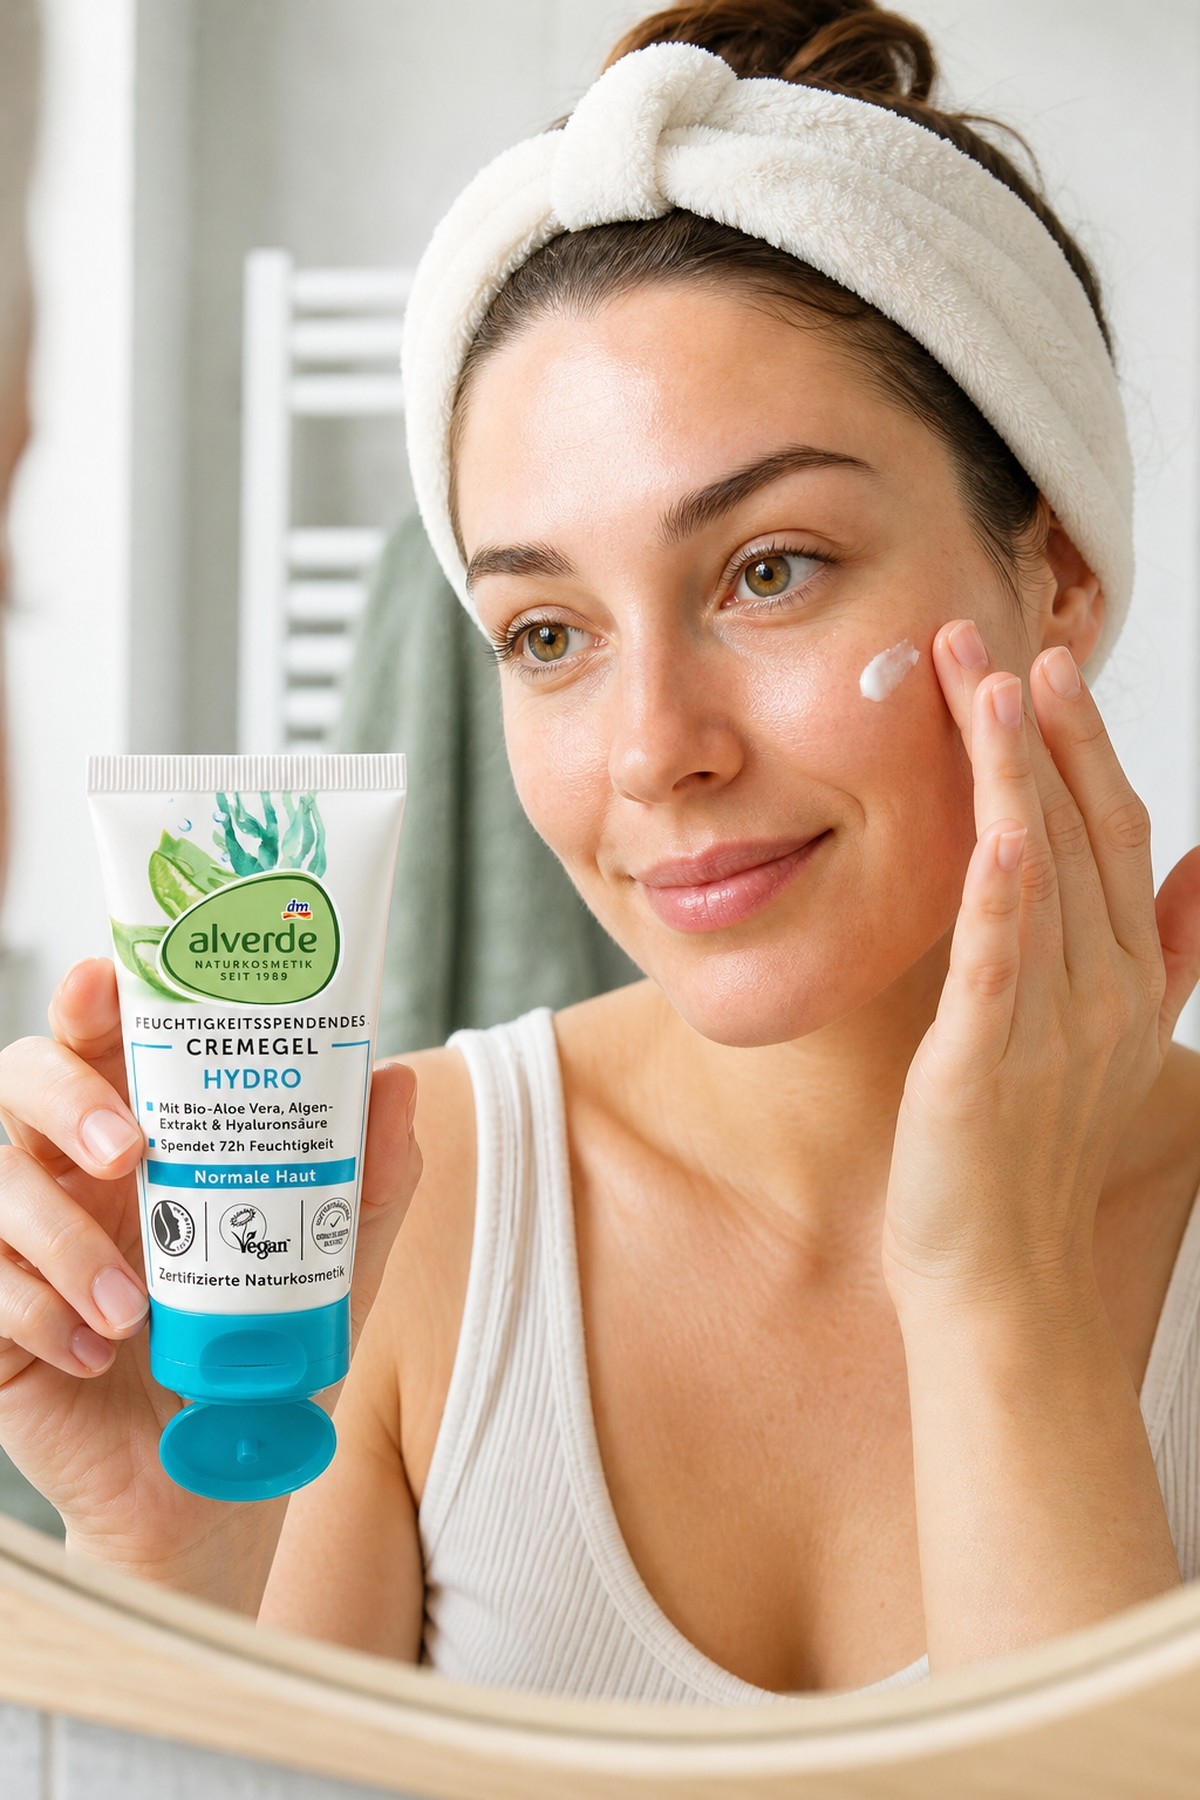 dm
alverde
NATURKOSMETIK
SEIT 1989
FEUCHTIGKEITSSPENDENDES
CREMEGEL
HYDRO
Mit Bio-Aloe Vera, Algen-
Extrakt & Hyaluronsäure
Spendet 72h Feuchtigkeit
Normale Haut
Vegan
Zertifizierte Naturkosmetik